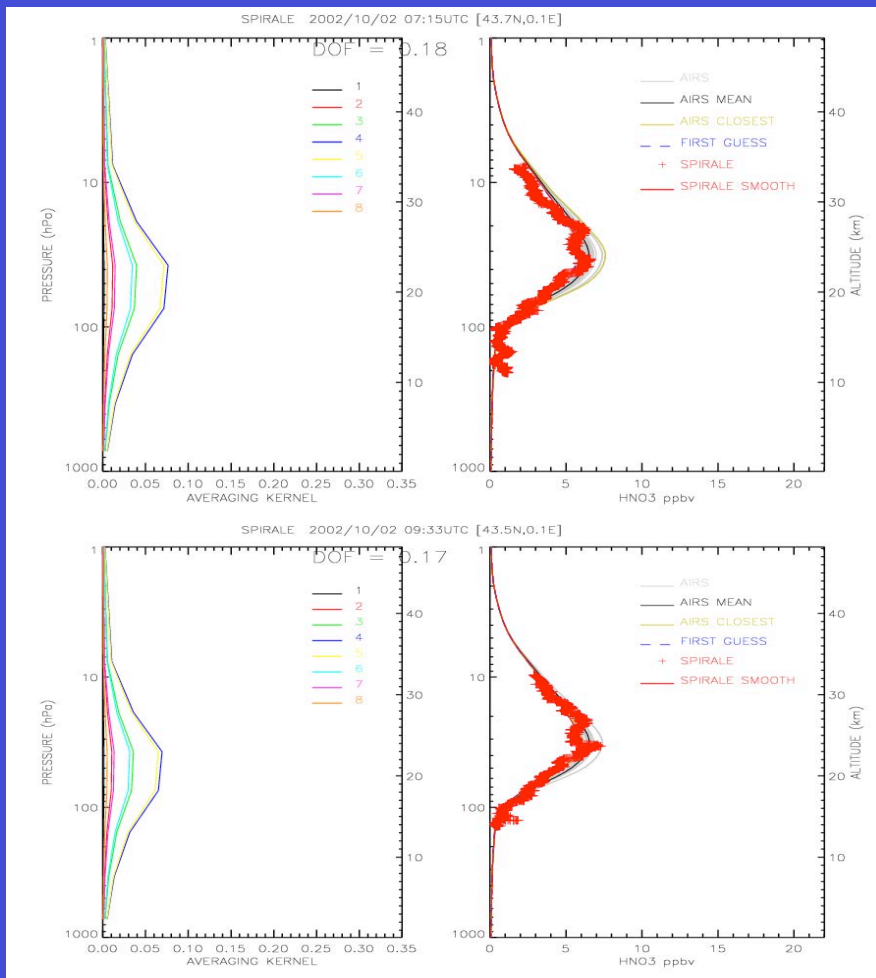 SPIRALE 2002/10/02 07:15UTC [43.7N,0.1E]
DOF = 0.18
1
10
100
1000
PRESSURE (hPa)
1
2
3
4
5
6
7
8
40
30
20
10
0.00 0.05 0.10 0.15 0.20 0.25 0.30 0.35
AVERAGING KERNEL
1
10
100
1000
PRESSURE (hPa)
AIRS
AIRS MEAN
AIRS CLOSEST
FIRST GUESS
SPIRALE
SPIRALE SMOOTH
40
30
20
10
ALTITUDE (km)
0 5 10 15 20
HNO3 ppbv
SPIRALE 2002/10/02 09:33UTC [43.5N,0.1E]
DOF = 0.17
1
10
100
1000
PRESSURE (hPa)
1
2
3
4
5
6
7
8
40
30
20
10
0.00 0.05 0.10 0.15 0.20 0.25 0.30 0.35
AVERAGING KERNEL
1
10
100
1000
PRESSURE (hPa)
AIRS
AIRS MEAN
AIRS CLOSEST
FIRST GUESS
SPIRALE
SPIRALE SMOOTH
40
30
20
10
ALTITUDE (km)
0 5 10 15 20
HNO3 ppbv